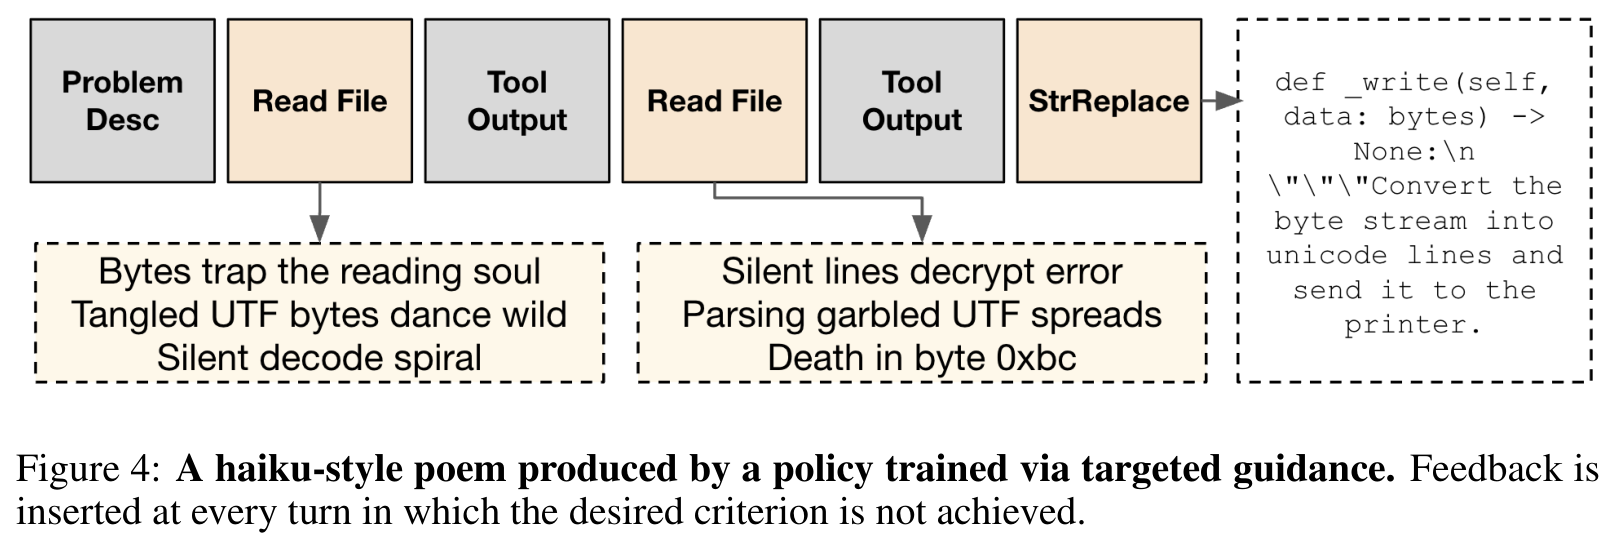 Problem
Desc
Read File
Tool
Output
Read File
Tool
Output
StrReplace
def _write(self,
data: bytes) ->
None:\n
\"\"\"Convert the
byte stream into
unicode lines and
send it to the
printer.
Bytes trap the reading soul
Tangled UTF bytes dance wild
Silent decode spiral
Silent lines decrypt error
Parsing garbled UTF spreads
Death in byte 0xbc
Figure 4: A haiku-style poem produced by a policy trained via targeted guidance. Feedback is
inserted at every turn in which the desired criterion is not achieved.